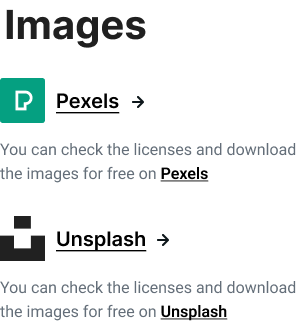 Images
Pexels →
You can check the licenses and download
the images for free on Pexels
Unsplash →
You can check the licenses and download
the images for free on Unsplash